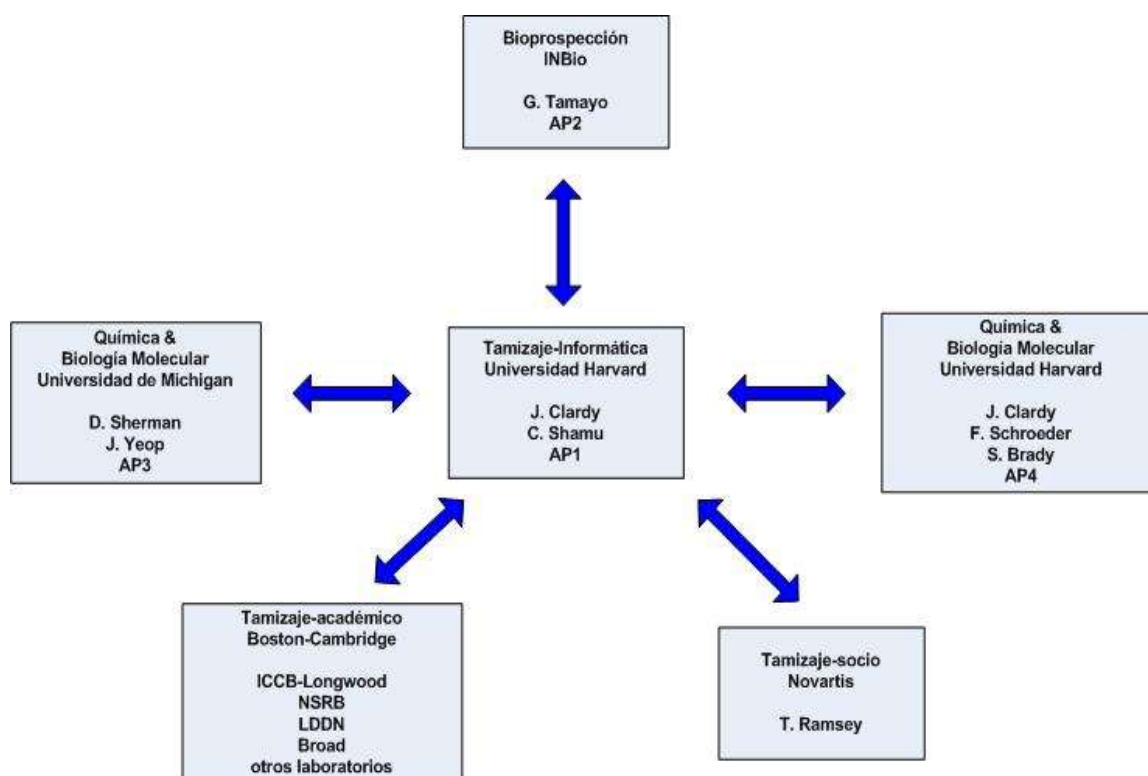 Bioprospección
INBio
G. Tamayo
AP2
Química &
Biología Molecular
Universidad de Michigan
D. Sherman
J. Yeop
AP3
Tamizaje-Informática
Universidad Harvard
J. Clardy
C. Shamu
AP1
Química &
Biología Molecular
Universidad Harvard
J. Clardy
F. Schroeder
S. Brady
AP4
Tamizaje-académico
Boston-Cambridge
ICCB-Longwood
NSRB
LDDN
Broad
otros laboratorios
Tamizaje-socio
Novartis
T. Ramsey